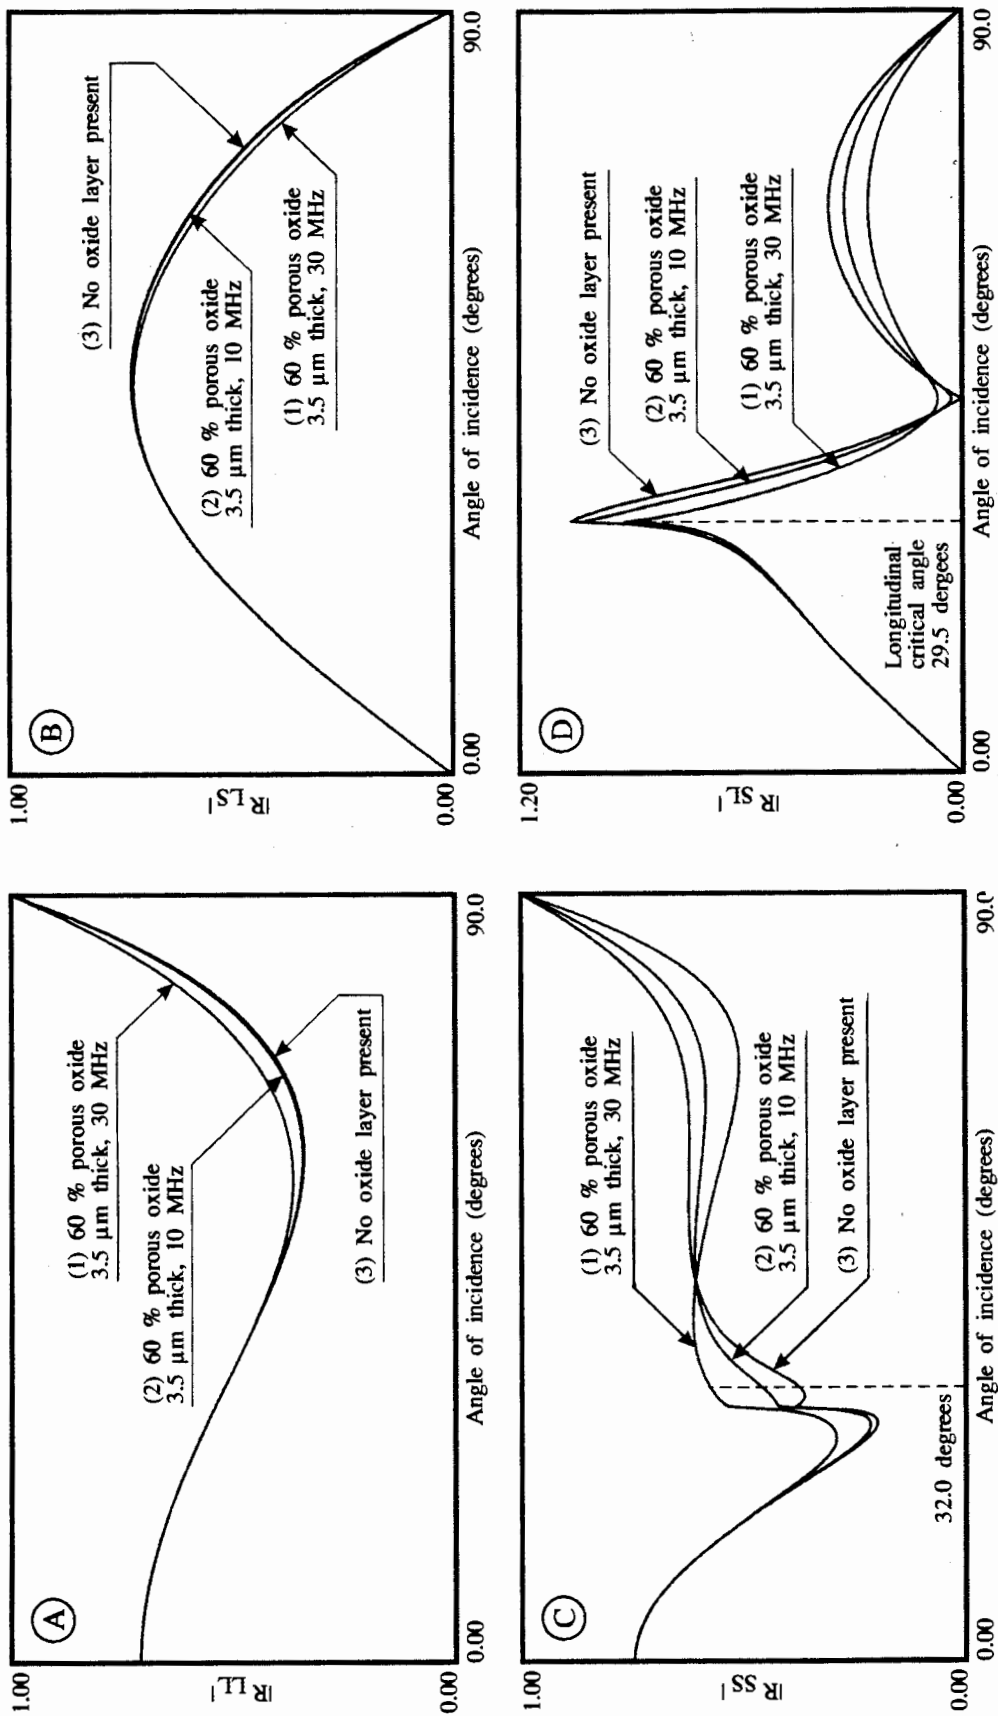 A
1.00
|R LL|
0.00
(1) 60 % porous oxide
3.5 µm thick, 30 MHz
(2) 60 % porous oxide
3.5 µm thick, 10 MHz
(3) No oxide layer present
0.00
90.0
Angle of incidence (degrees)
B
1.00
|R LS|
0.00
(3) No oxide layer present
(2) 60 % porous oxide
3.5 µm thick, 10 MHz
(1) 60 % porous oxide
3.5 µm thick, 30 MHz
0.00
90.0
Angle of incidence (degrees)
C
1.00
|R SS|
0.00
(1) 60 % porous oxide
3.5 µm thick, 30 MHz
(2) 60 % porous oxide
3.5 µm thick, 10 MHz
(3) No oxide layer present
32.0 degrees
0.00
90.0
Angle of incidence (degrees)
D
1.20
|R SL|
0.00
(3) No oxide layer present
(2) 60 % porous oxide
3.5 µm thick, 10 MHz
(1) 60 % porous oxide
3.5 µm thick, 30 MHz
Longitudinal
critical angle
29.5 dergees
0.00
90.0
Angle of incidence (degrees)